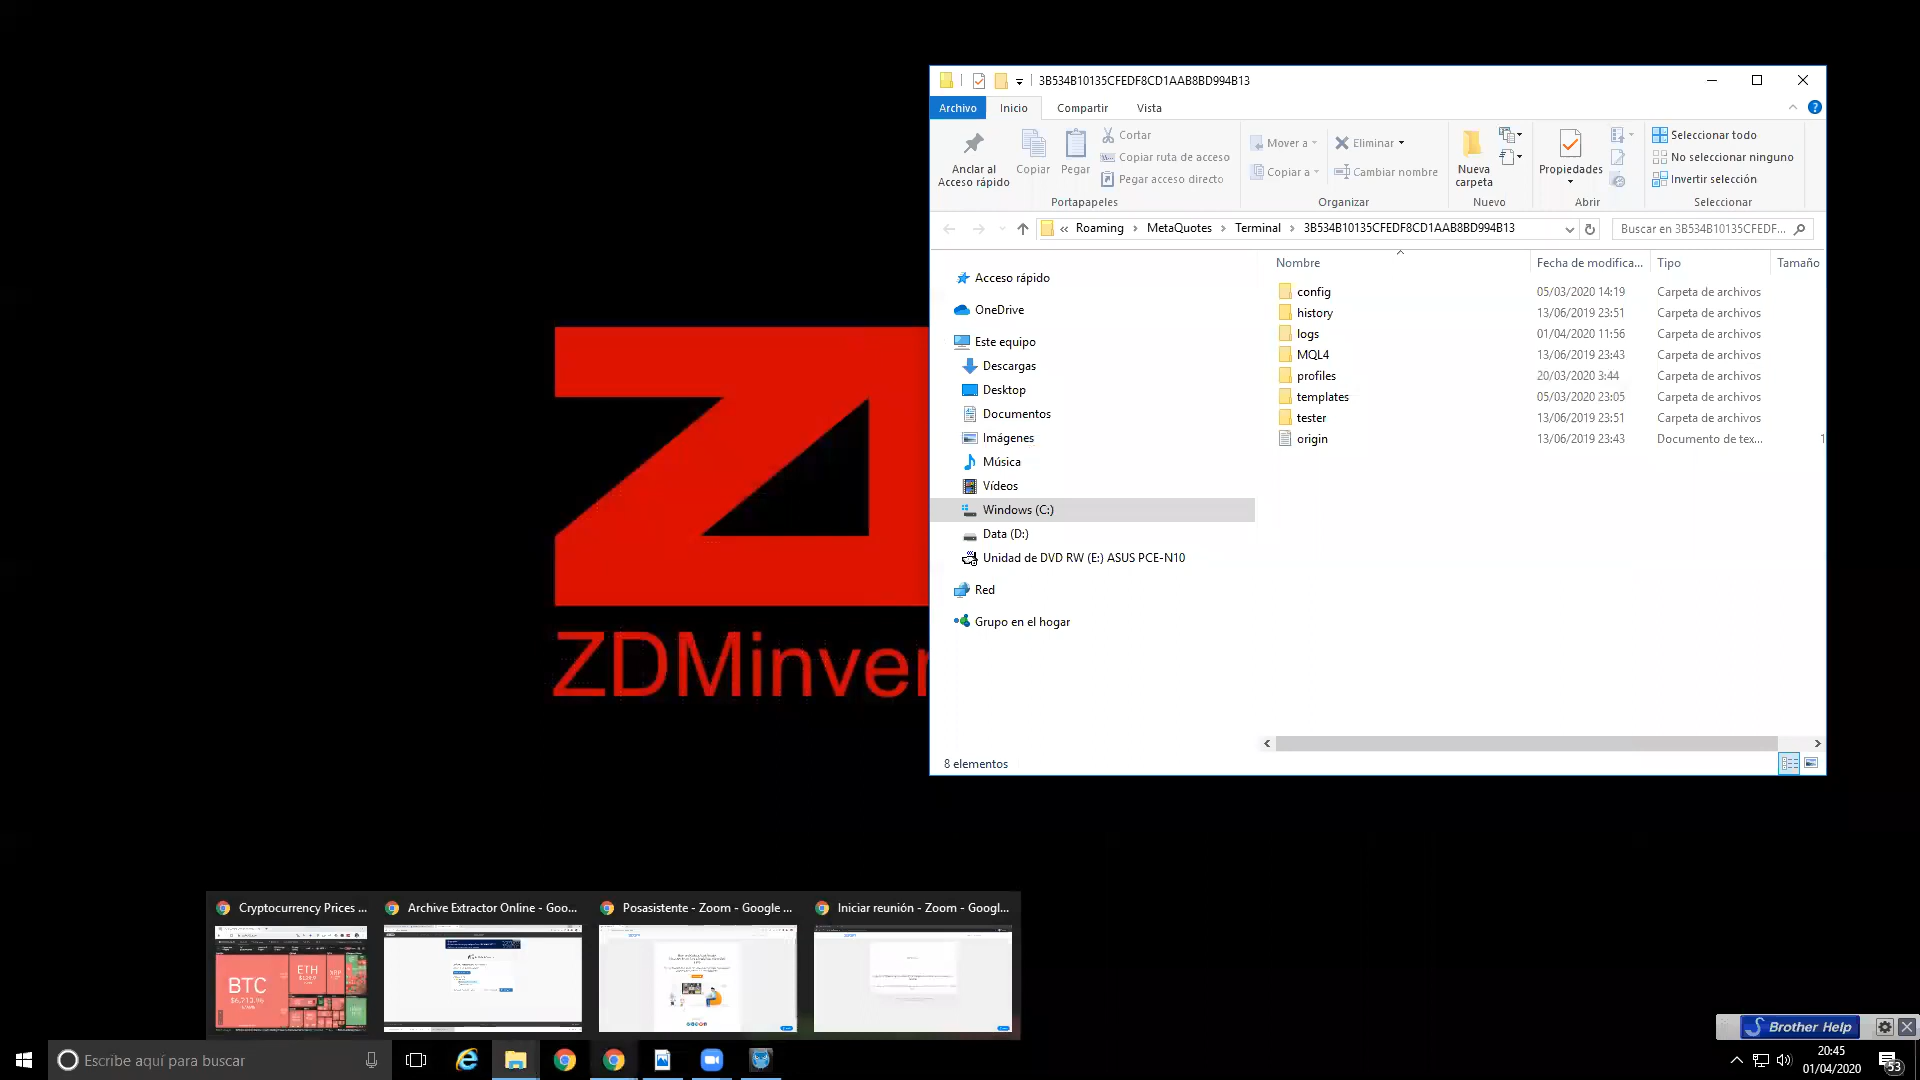 3B534B10135CFEDF8CD1AAB8BD994B13
Archivo
Inicio
Compartir
Vista
Anclar al
Acceso rápido
Copiar
Pegar
Cortar
Copiar ruta de acceso
Pegar acceso directo
Portapapeles
Mover a
Copiar a
Eliminar
Cambiar nombre
Organizar
Nueva
carpeta
Nuevo
Propiedades
Abrir
Seleccionar todo
No seleccionar ninguno
Invertir selección
Seleccionar
« Roaming > MetaQuotes > Terminal > 3B534B10135CFEDF8CD1AAB8BD994B13
Buscar en 3B534B10135CFEDF...
Acceso rápido
OneDrive
Este equipo
Descargas
Desktop
Documentos
Imágenes
Música
Vídeos
Windows (C:)
Data (D:)
Unidad de DVD RW (E:) ASUS PCE-N10
Red
Grupo en el hogar
Nombre Fecha de modifica... Tipo Tamaño
config 05/03/2020 14:19 Carpeta de archivos
history 13/06/2019 23:51 Carpeta de archivos
logs 01/04/2020 11:56 Carpeta de archivos
MQL4 13/06/2019 23:43 Carpeta de archivos
profiles 20/03/2020 3:44 Carpeta de archivos
templates 05/03/2020 23:05 Carpeta de archivos
tester 13/06/2019 23:51 Carpeta de archivos
origin 13/06/2019 23:43 Documento de tex... 1
8 elementos
ZDMinver
Cryptocurrency Prices ...
Archive Extractor Online - Goo...
Posasistente - Zoom - Google ...
Iniciar reunión - Zoom - Googl...
BTC
ETH
XRP
Brother Help
Escribe aquí para buscar
20:45
01/04/2020
53